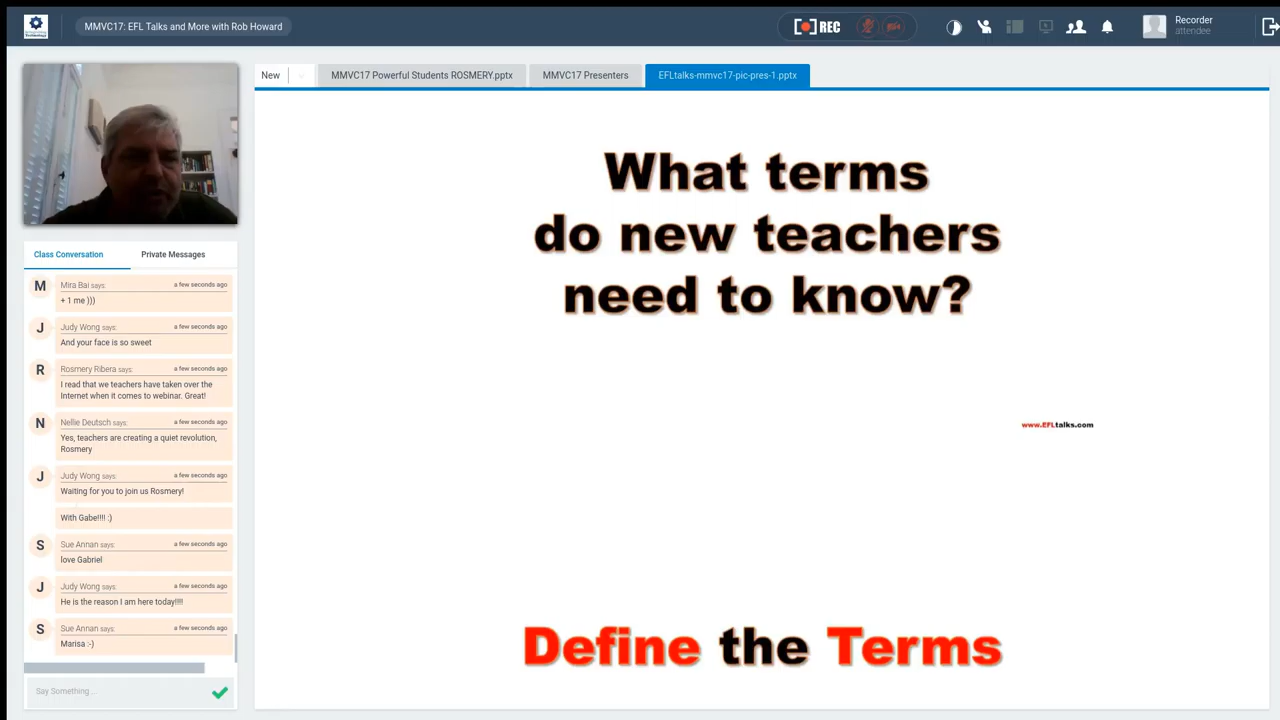 MMVC17: EFL Talks and More with Rob Howard
REC
Recorder
attendee
New
MMVC17 Powerful Students ROSMERY.pptx
MMVC17 Presenters
EFLtalks-mmvc17-pic-pres-1.pptx
Class Conversation
Private Messages
M
Mira Bai says:
a few seconds ago
+ 1 me )))
J
Judy Wong says:
a few seconds ago
And your face is so sweet
R
Rosmery Ribera says:
a few seconds ago
I read that we teachers have taken over the
Internet when it comes to webinar. Great!
N
Nellie Deutsch says:
a few seconds ago
Yes, teachers are creating a quiet revolution,
Rosmery
J
Judy Wong says:
a few seconds ago
Waiting for you to join us Rosmery!
With Gabe!!!! :)
S
Sue Annan says:
a few seconds ago
love Gabriel
J
Judy Wong says:
a few seconds ago
He is the reason I am here today!!!!!
S
Sue Annan says:
a few seconds ago
Marisa :-)
Say Something ...
What terms
do new teachers
need to know?
www.EFLtalks.com
Define the Terms